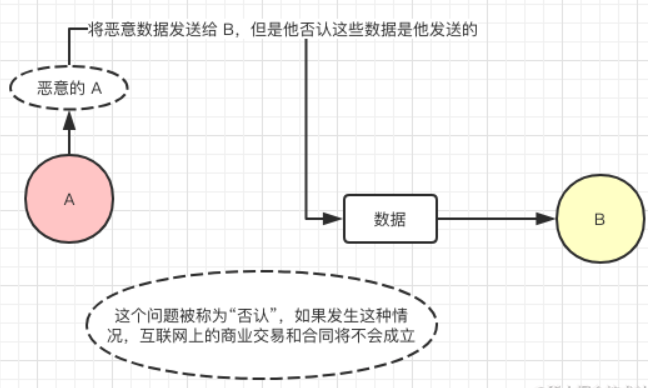 将恶意数据发送给 B，但是他否认这些数据是他发送的
恶意的 A
A
数据
B
这个问题被称为“否认”，如果发生这种情
况，互联网上的商业交易和合同将不会成立